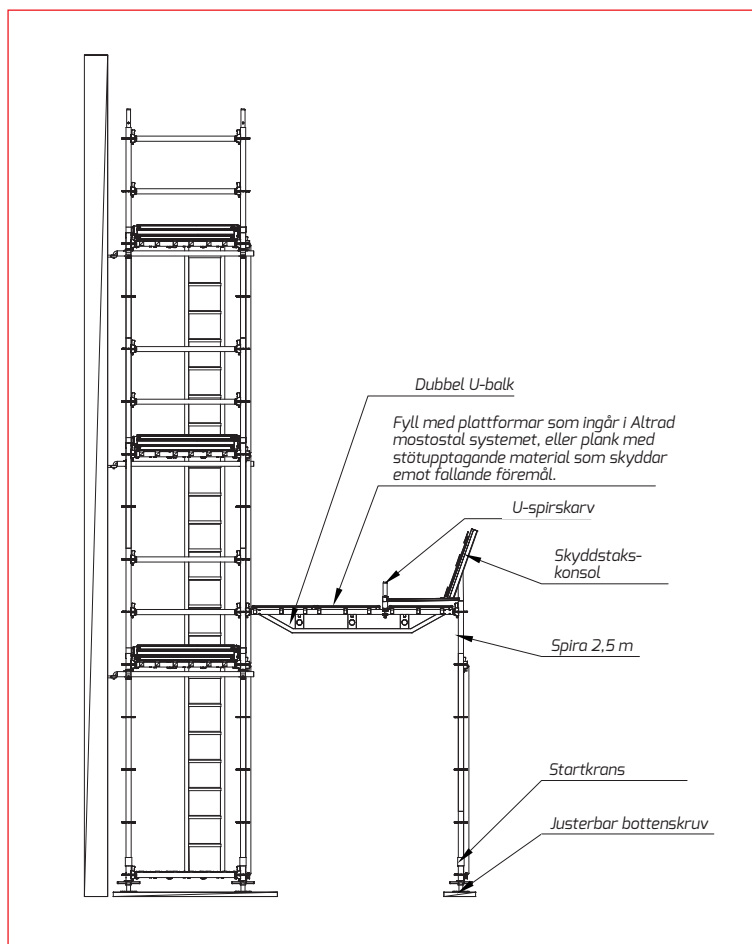 Dubbel U-balk
Fyll med plattformar som ingår i Altrad
mostostal systemet, eller plank med
stötupptagande material som skyddar
emot fallande föremål.
U-spirskarv
Skyddstaks-
konsol
Spira 2,5 m
Startkrans
Justerbar bottenskruv